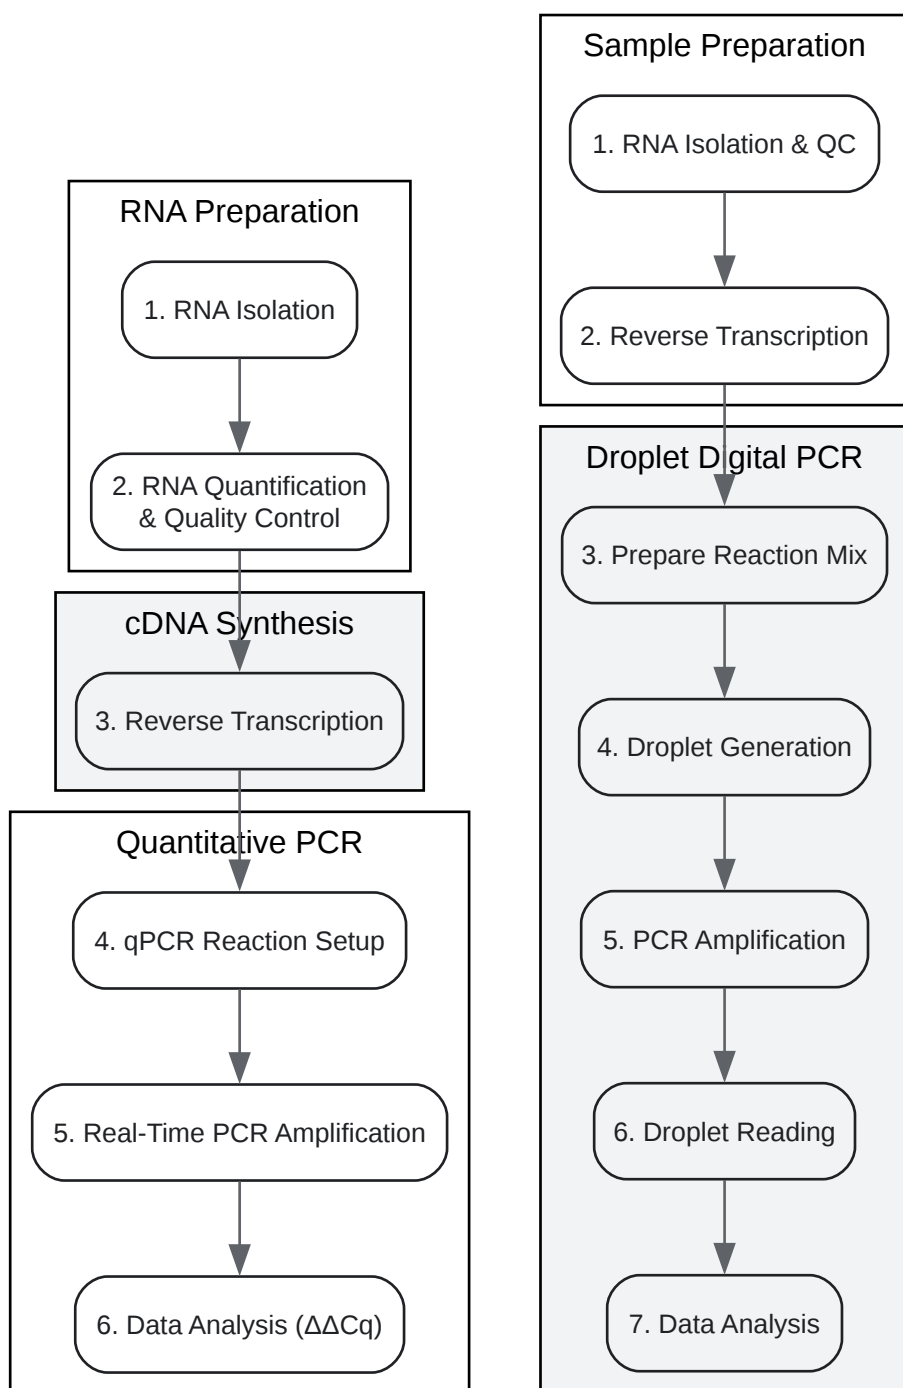 RNA Preparation
1. RNA Isolation
2. RNA Quantification
& Quality Control
cDNA Synthesis
3. Reverse Transcription
Quantitative PCR
4. qPCR Reaction Setup
5. Real-Time PCR Amplification
6. Data Analysis (ΔΔCq)
Sample Preparation
1. RNA Isolation & QC
2. Reverse Transcription
Droplet Digital PCR
3. Prepare Reaction Mix
4. Droplet Generation
5. PCR Amplification
6. Droplet Reading
7. Data Analysis